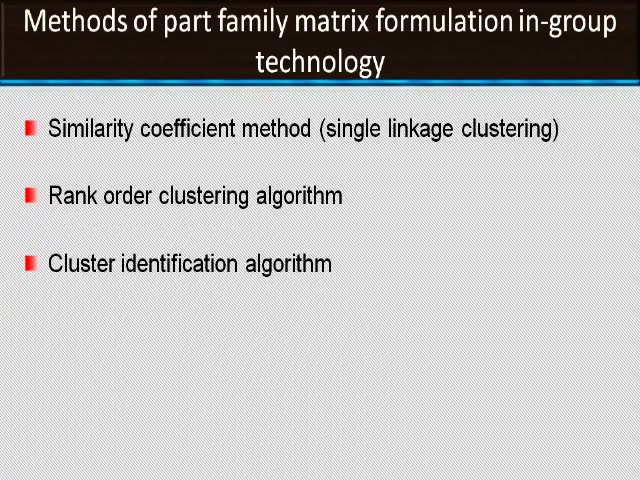 Methods of part family matrix formulation in-group
technology
Similarity coefficient method (single linkage clustering)
Rank order clustering algorithm
Cluster identification algorithm